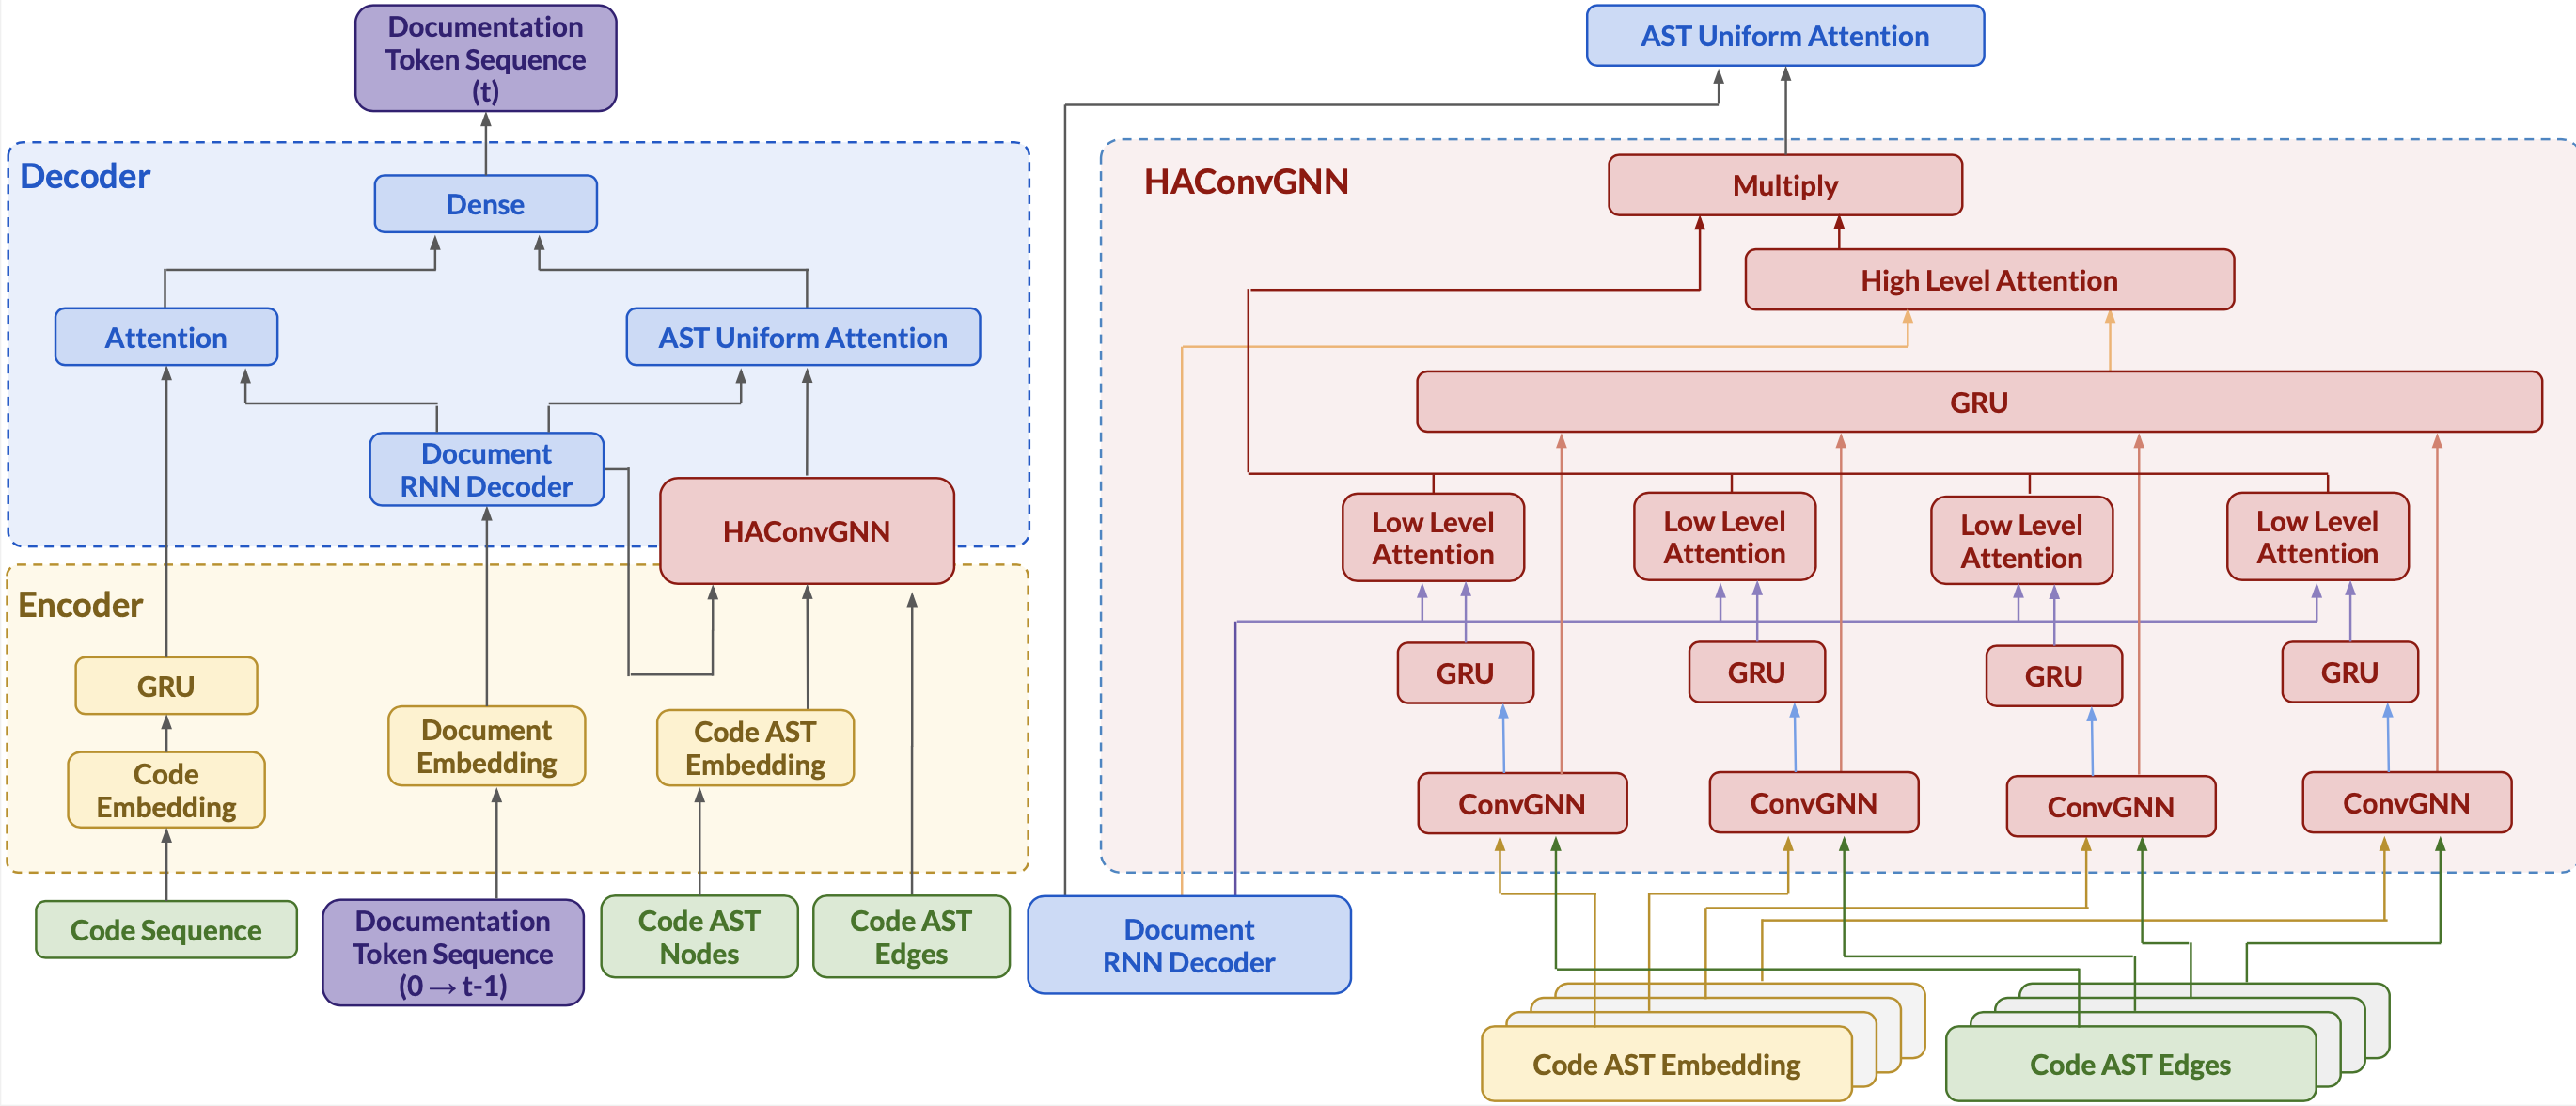 Documentation
Token Sequence
(t)
Decoder
Dense
Attention
AST Uniform Attention
Document
RNN Decoder
HAConvGNN
Encoder
GRU
Code
Embedding
Document
Embedding
Code AST
Embedding
Code Sequence
Documentation
Token Sequence
(0 → t-1)
Code AST
Nodes
Code AST
Edges
AST Uniform Attention
HAConvGNN
Multiply
High Level Attention
GRU
Low Level
Attention
Low Level
Attention
Low Level
Attention
Low Level
Attention
GRU
GRU
GRU
GRU
ConvGNN
ConvGNN
ConvGNN
ConvGNN
Document
RNN Decoder
Code AST Embedding
Code AST Edges